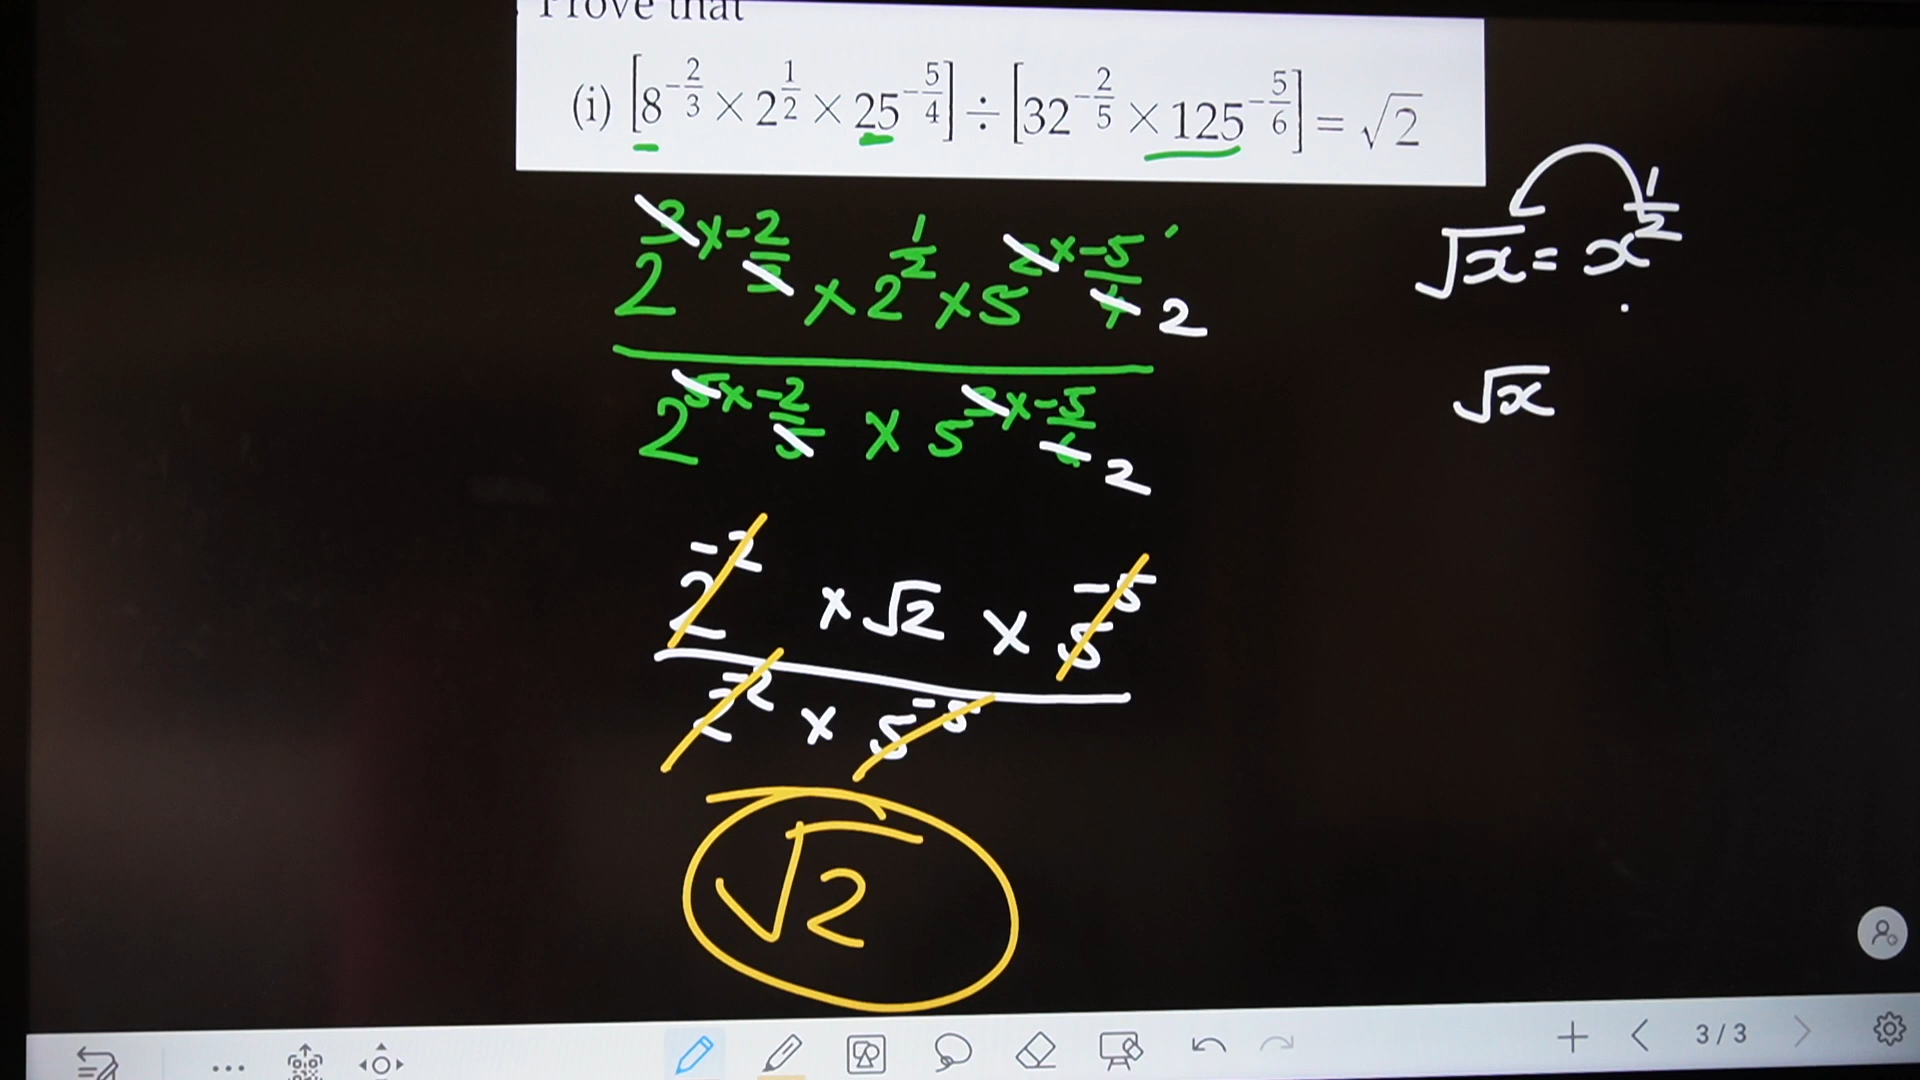 Prove that
(i) [8^{-2/3} × 2^{1/2} × 25^{-5/4}] ÷ [32^{-2/5} × 125^{-5/6}] = √2
2^{3×-2/3} × 2^{1/2} × 5^{2×-5/4} 2
2^{5×-2/5} × 5^{3×-5/6} 2
2^{-2} × √2 × 5^{-5}
2^{-2} × 5^{-5}
√2
√x = x^{1/2}
√x
3 / 3